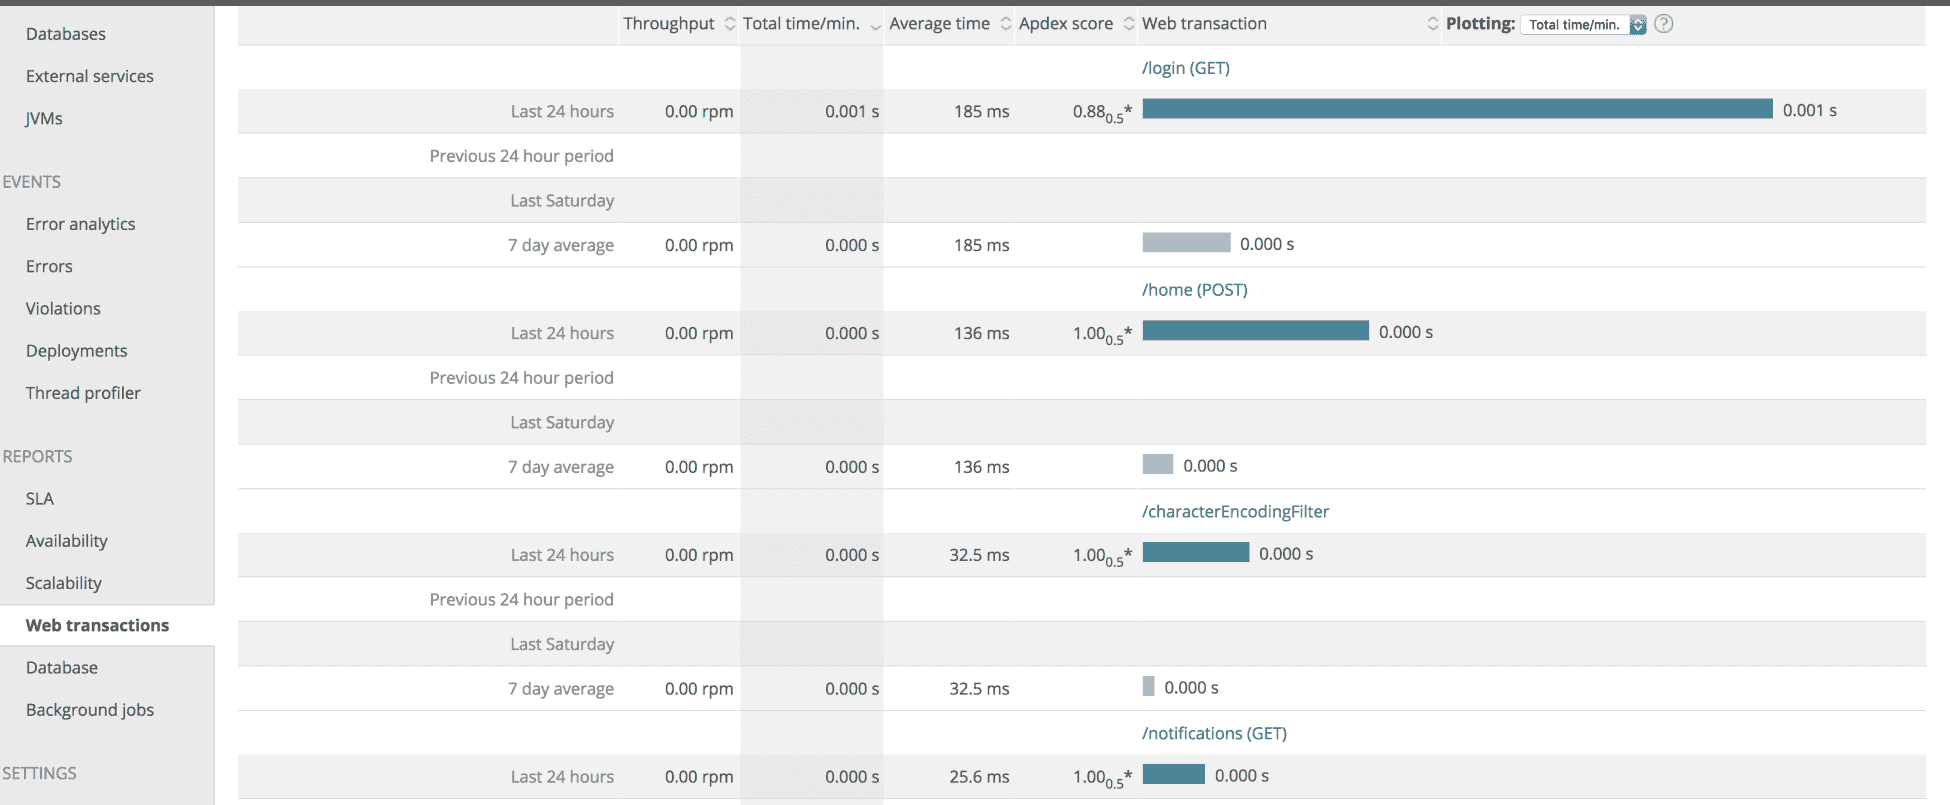 Databases
External services
JVMs
EVENTS
Error analytics
Errors
Violations
Deployments
Thread profiler
REPORTS
SLA
Availability
Scalability
Web transactions
Database
Background jobs
SETTINGS
Throughput Total time/min. Average time Apdex score Web transaction Plotting: Total time/min. ?
/login (GET)
Last 24 hours 0.00 rpm 0.001 s 185 ms 0.88 0.5* 0.001 s
Previous 24 hour period
Last Saturday
7 day average 0.00 rpm 0.000 s 185 ms 0.000 s
/home (POST)
Last 24 hours 0.00 rpm 0.000 s 136 ms 1.00 0.5* 0.000 s
Previous 24 hour period
Last Saturday
7 day average 0.00 rpm 0.000 s 136 ms 0.000 s
/characterEncodingFilter
Last 24 hours 0.00 rpm 0.000 s 32.5 ms 1.00 0.5* 0.000 s
Previous 24 hour period
Last Saturday
7 day average 0.00 rpm 0.000 s 32.5 ms 0.000 s
/notifications (GET)
Last 24 hours 0.00 rpm 0.000 s 25.6 ms 1.00 0.5* 0.000 s